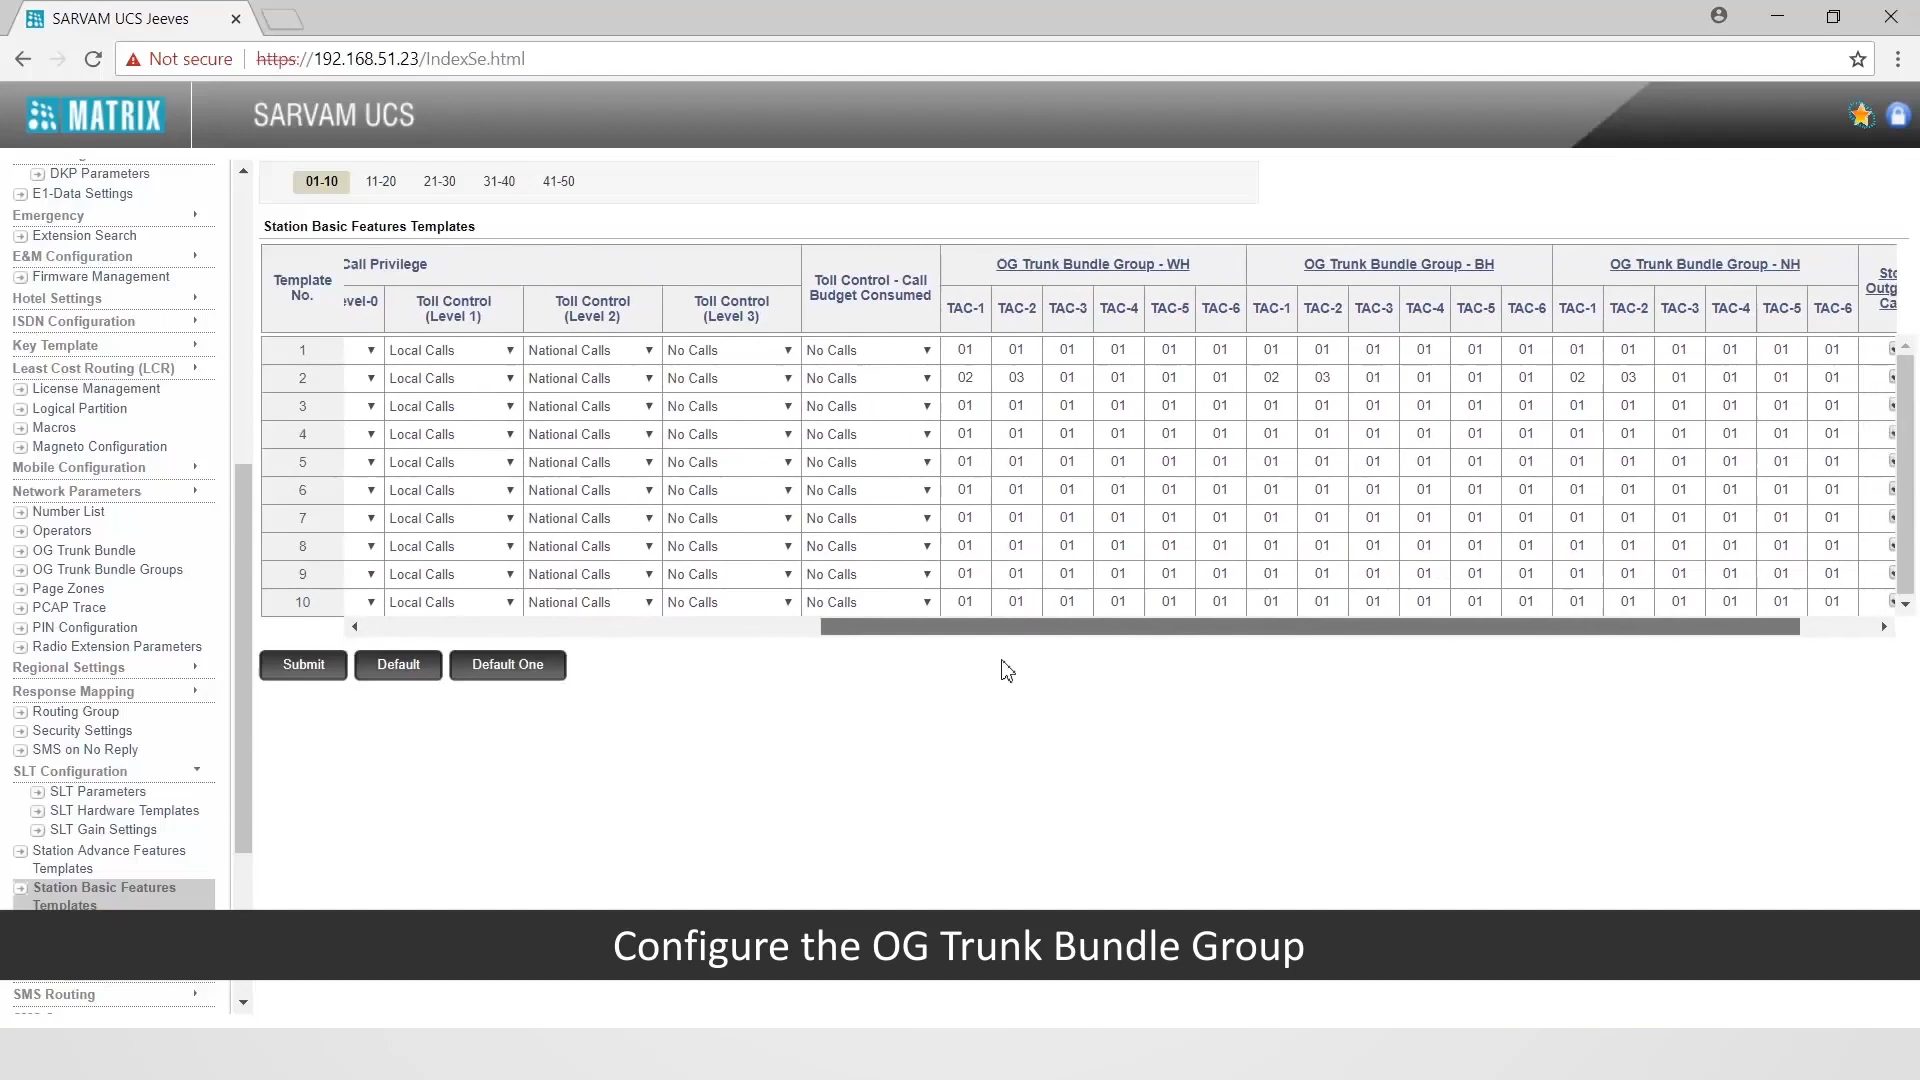 SARVAM UCS Jeeves
Not secure https://192.168.51.23/IndexSe.html
MATRIX
SARVAM UCS
DKP Parameters
E1-Data Settings
Emergency
Extension Search
E&M Configuration
Firmware Management
Hotel Settings
ISDN Configuration
Key Template
Least Cost Routing (LCR)
License Management
Logical Partition
Macros
Magneto Configuration
Mobile Configuration
Network Parameters
Number List
Operators
OG Trunk Bundle
OG Trunk Bundle Groups
Page Zones
PCAP Trace
PIN Configuration
Radio Extension Parameters
Regional Settings
Response Mapping
Routing Group
Security Settings
SMS on No Reply
SLT Configuration
SLT Parameters
SLT Hardware Templates
SLT Gain Settings
Station Advance Features
Templates
Station Basic Features
Templates
SMS Routing
01-10 11-20 21-30 31-40 41-50
Station Basic Features Templates
Template No. Call Privilege Toll Control - Call Budget Consumed OG Trunk Bundle Group - WH OG Trunk Bundle Group - BH OG Trunk Bundle Group - NH Sto Outg Ca
evel-0 Toll Control (Level 1) Toll Control (Level 2) Toll Control (Level 3) TAC-1 TAC-2 TAC-3 TAC-4 TAC-5 TAC-6 TAC-1 TAC-2 TAC-3 TAC-4 TAC-5 TAC-6 TAC-1 TAC-2 TAC-3 TAC-4 TAC-5 TAC-6
1 Local Calls National Calls No Calls No Calls 01 01 01 01 01 01 01 01 01 01 01 01 01 01 01 01 01 01
2 Local Calls National Calls No Calls No Calls 02 03 01 01 01 01 02 03 01 01 01 01 02 03 01 01 01 01
3 Local Calls National Calls No Calls No Calls 01 01 01 01 01 01 01 01 01 01 01 01 01 01 01 01 01 01
4 Local Calls National Calls No Calls No Calls 01 01 01 01 01 01 01 01 01 01 01 01 01 01 01 01 01 01
5 Local Calls National Calls No Calls No Calls 01 01 01 01 01 01 01 01 01 01 01 01 01 01 01 01 01 01
6 Local Calls National Calls No Calls No Calls 01 01 01 01 01 01 01 01 01 01 01 01 01 01 01 01 01 01
7 Local Calls National Calls No Calls No Calls 01 01 01 01 01 01 01 01 01 01 01 01 01 01 01 01 01 01
8 Local Calls National Calls No Calls No Calls 01 01 01 01 01 01 01 01 01 01 01 01 01 01 01 01 01 01
9 Local Calls National Calls No Calls No Calls 01 01 01 01 01 01 01 01 01 01 01 01 01 01 01 01 01 01
10 Local Calls National Calls No Calls No Calls 01 01 01 01 01 01 01 01 01 01 01 01 01 01 01 01 01 01
Submit Default Default One
Configure the OG Trunk Bundle Group